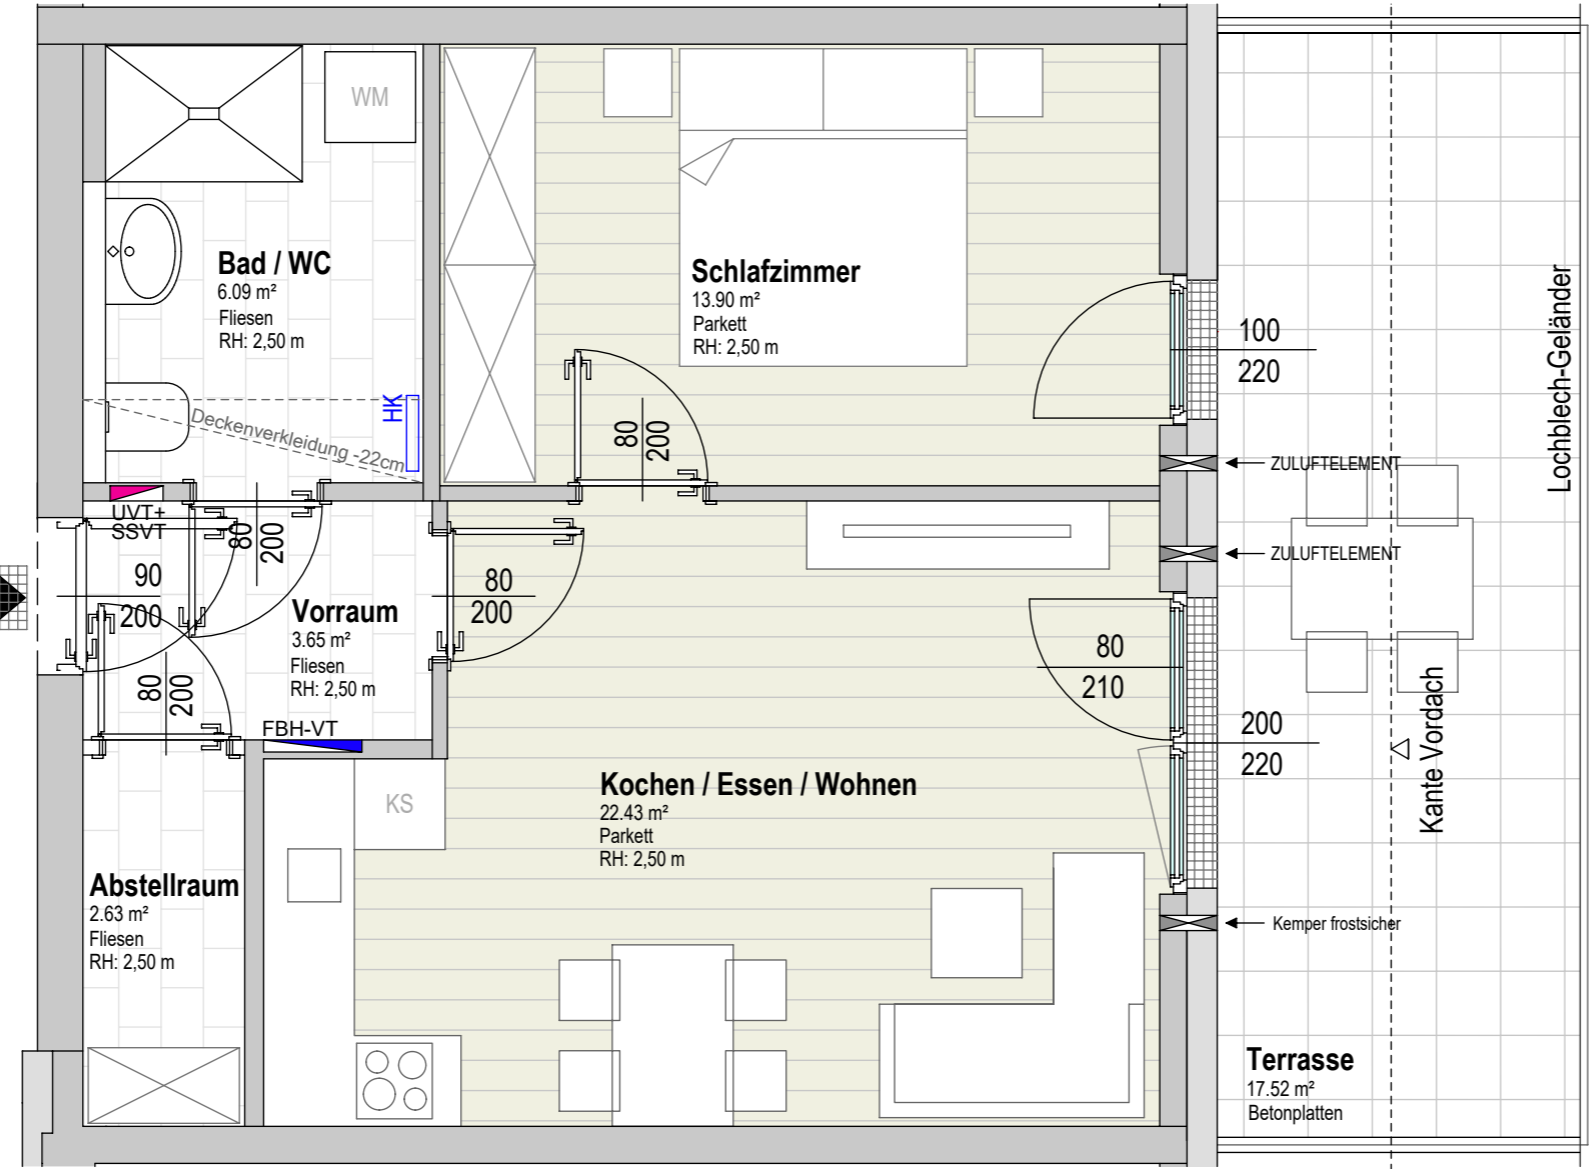 WM
Bad / WC
6.09 m²
Fliesen
RH: 2,50 m
HK
Deckenverkleidung -22cm
Schlafzimmer
13.90 m²
Parkett
RH: 2,50 m
80
200
100
220
Lochblech-Geländer
ZULUFTELEMENT
ZULUFTELEMENT
UVT+
SSVT
80
200
90
200
Vorraum
3.65 m²
Fliesen
RH: 2,50 m
80
200
80
200
FBH-VT
80
210
200
220
Kante Vordach
KS
Kochen / Essen / Wohnen
22.43 m²
Parkett
RH: 2,50 m
Abstellraum
2.63 m²
Fliesen
RH: 2,50 m
Kemper frostsicher
Terrasse
17.52 m²
Betonplatten